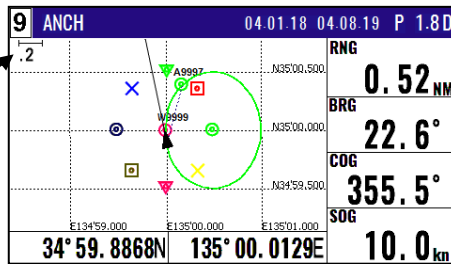 9 ANCH 04.01.18 04.08.19 P 1.8D
.2
RNG
0.52NM
BRG
22.6°
COG
355.5°
SOG
10.0kn
A9997
N35°00.500
W9999
N35°00.000
N34°59.500
E134°59.000 E135°00.000 E135°01.000
34°59.8868N 135°00.0129E